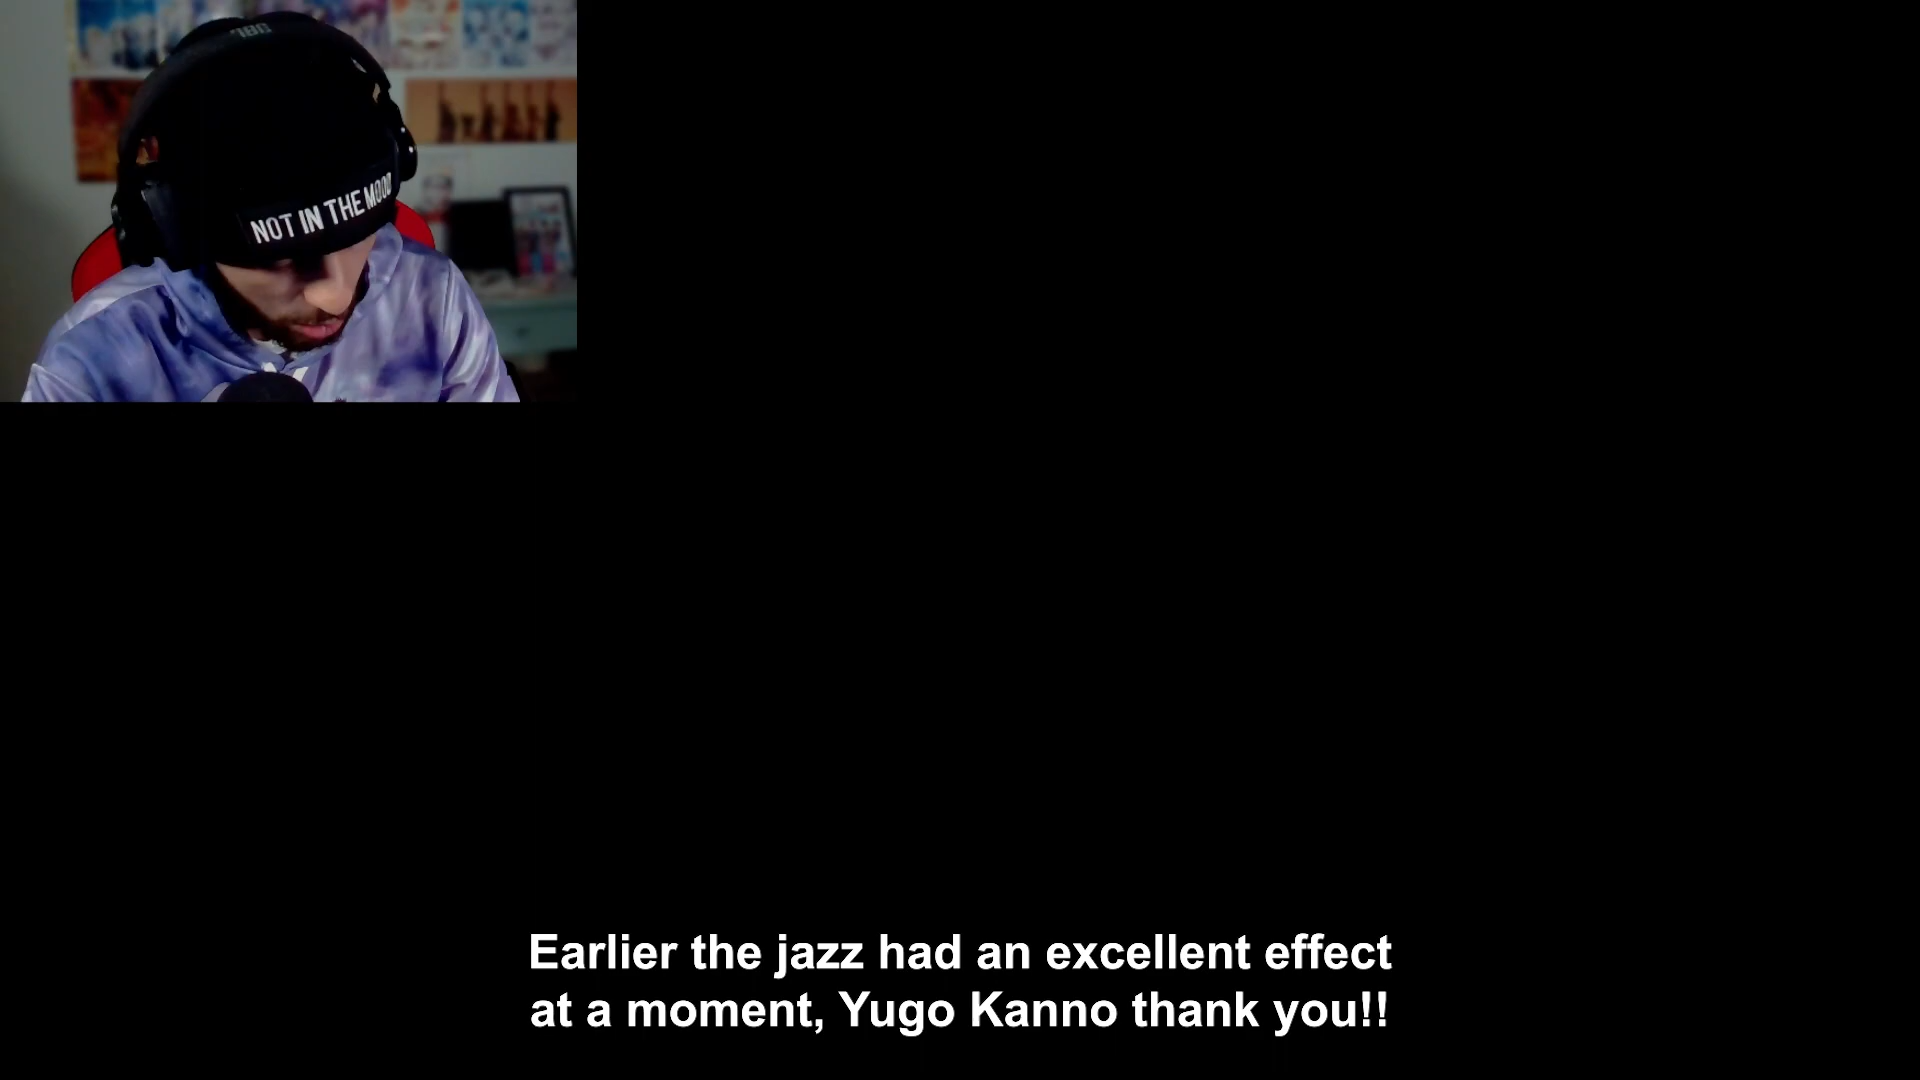 NOT IN THE MOOD
Earlier the jazz had an excellent effect
at a moment, Yugo Kanno thank you!!